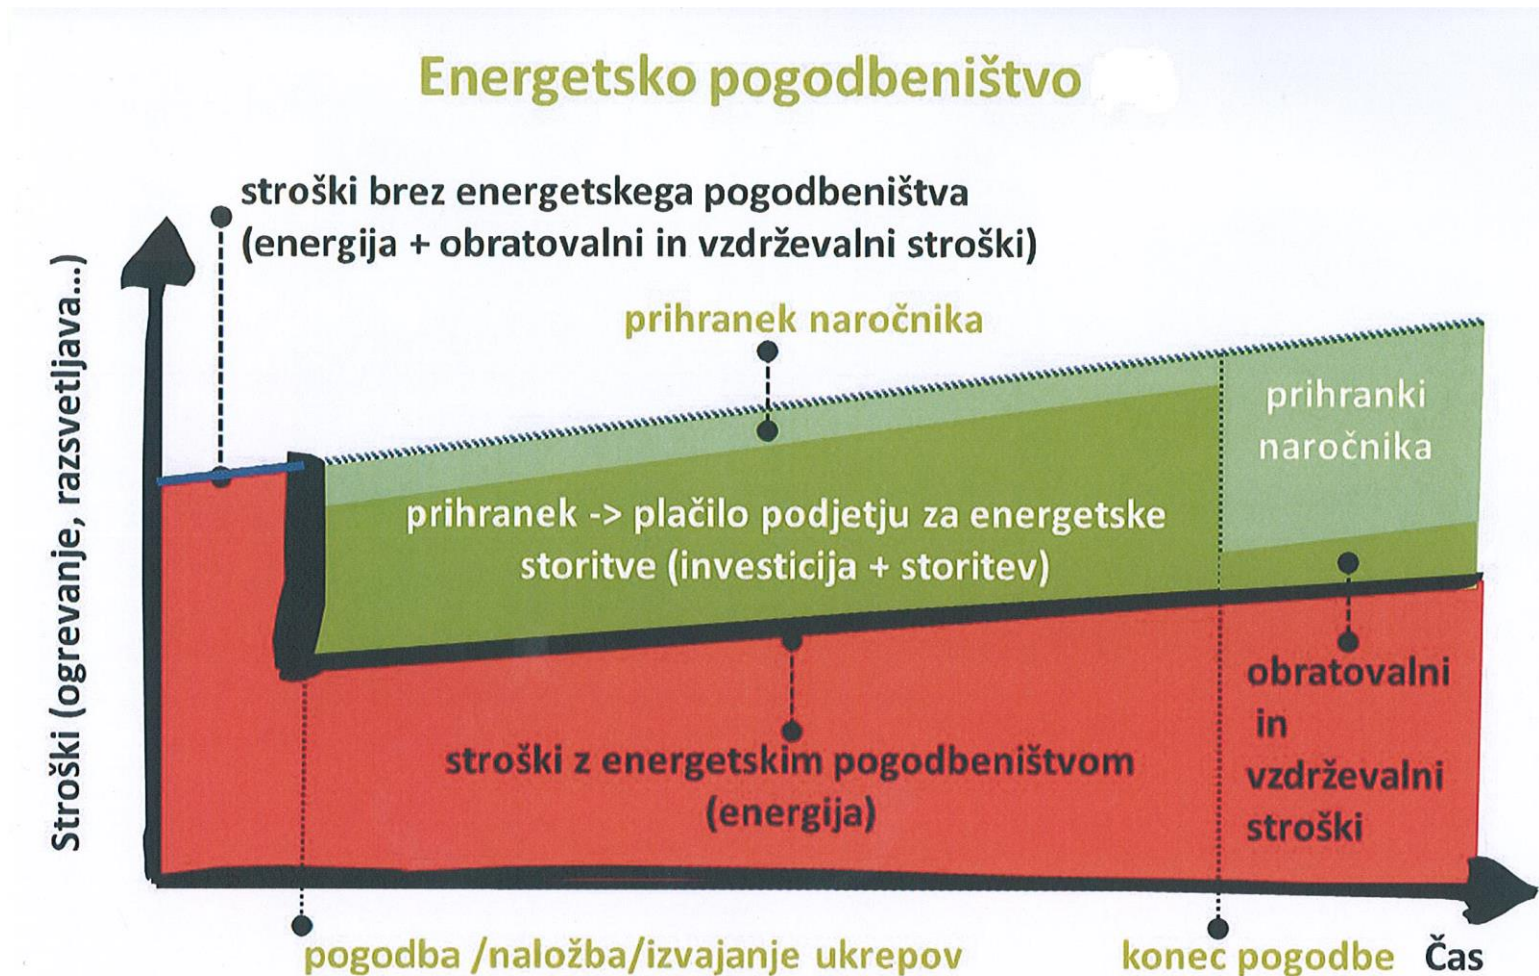 Energetsko pogodbeništvo
stroški brez energetskega pogodbeništva
(energija + obratovalni in vzdrževalni stroški)
prihranek naročnika
prihranki
naročnika
prihranek -> plačilo podjetju za energetske
storitve (investicija + storitev)
stroški z energetskim pogodbeništvom
(energija)
obratovalni
in
vzdrževalni
stroški
Stroški (ogrevanje, razsvetljava...)
pogodba /naložba/izvajanje ukrepov
konec pogodbe
Čas